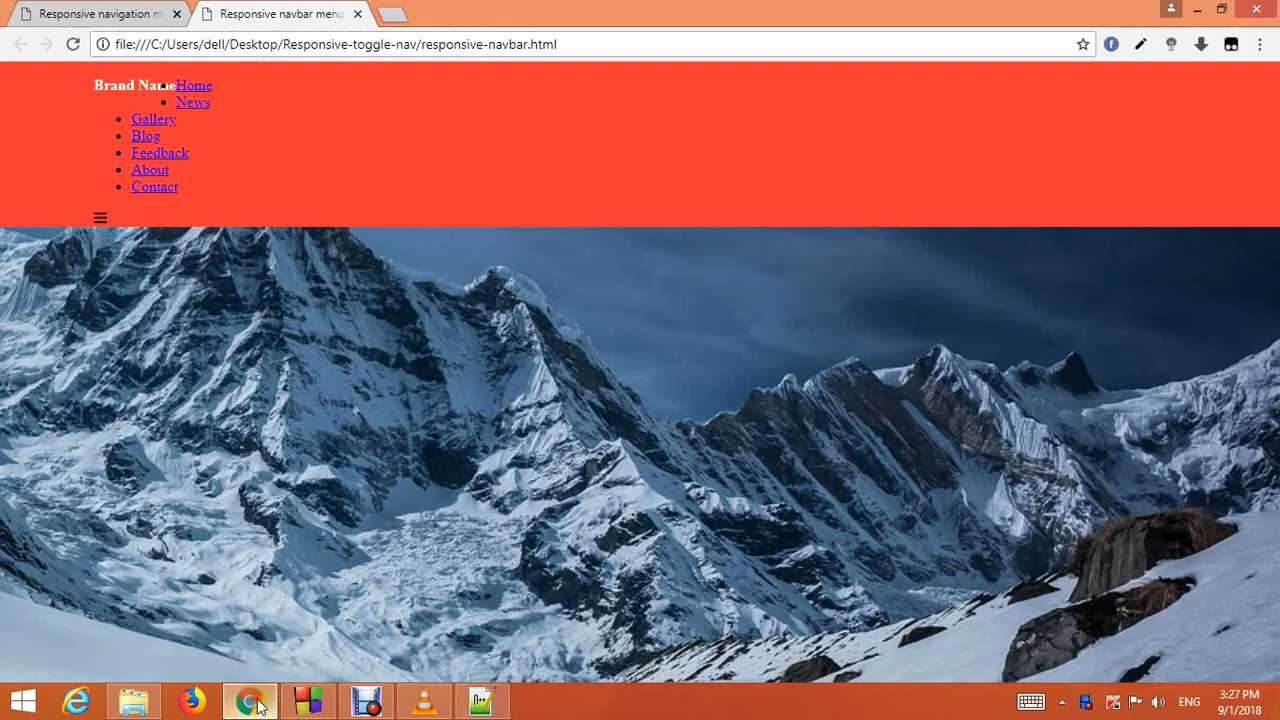 Responsive navigation m
Responsive navbar menu
file:///C:/Users/dell/Desktop/Responsive-toggle-nav/responsive-navbar.html
Brand Name
Home
News
Gallery
Blog
Feedback
About
Contact
ENG
3:27 PM
9/1/2018